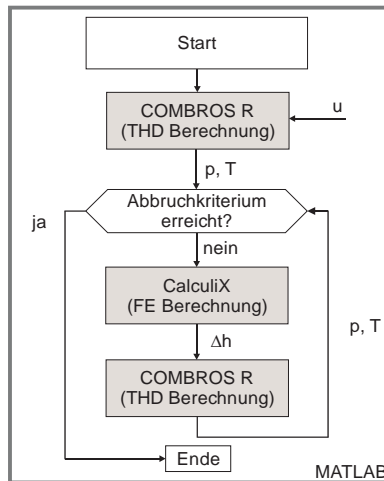 Start
COMBROS R
(THD Berechnung)
u
p, T
Abbruchkriterium
erreicht?
ja
nein
CalculiX
(FE Berechnung)
p, T
Δh
COMBROS R
(THD Berechnung)
Ende
MATLAB